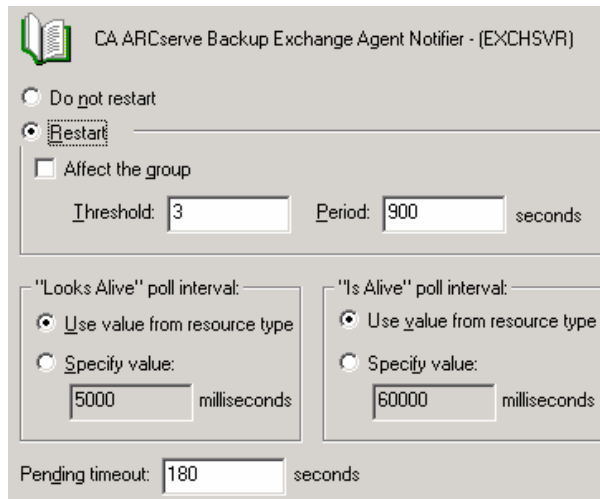 CA ARCserve Backup Exchange Agent Notifier - (EXCHSVR)
Do not restart
Restart
Affect the group
Threshold: 3 Period: 900 seconds
"Looks Alive" poll interval:
Use value from resource type
Specify value:
5000 milliseconds
"Is Alive" poll interval:
Use value from resource type
Specify value:
60000 milliseconds
Pending timeout: 180 seconds